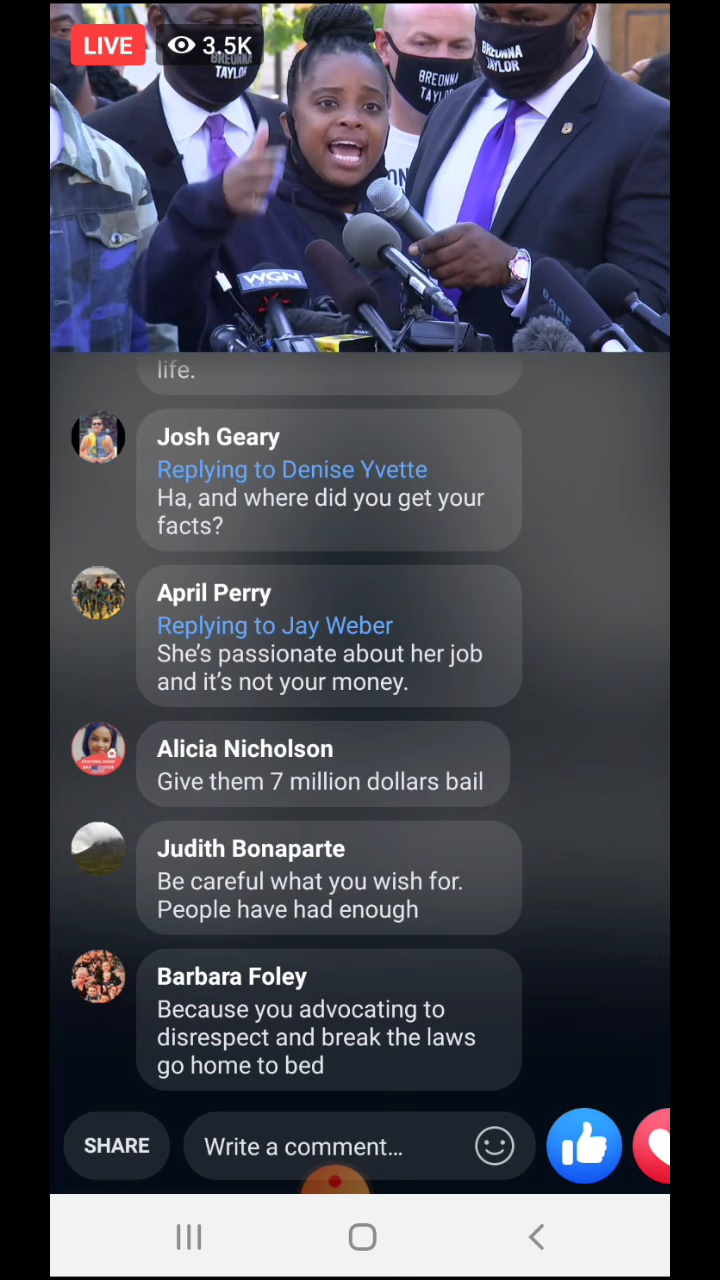 LIVE 3.5K
BREONNA
TAYLOR
BREONNA
TAYLOR
BREONNA
TAYLOR
WGN
life.
Josh Geary
Replying to Denise Yvette
Ha, and where did you get your
facts?
April Perry
Replying to Jay Weber
She's passionate about her job
and it's not your money.
Alicia Nicholson
Give them 7 million dollars bail
Judith Bonaparte
Be careful what you wish for.
People have had enough
Barbara Foley
Because you advocating to
disrespect and break the laws
go home to bed
SHARE Write a comment...